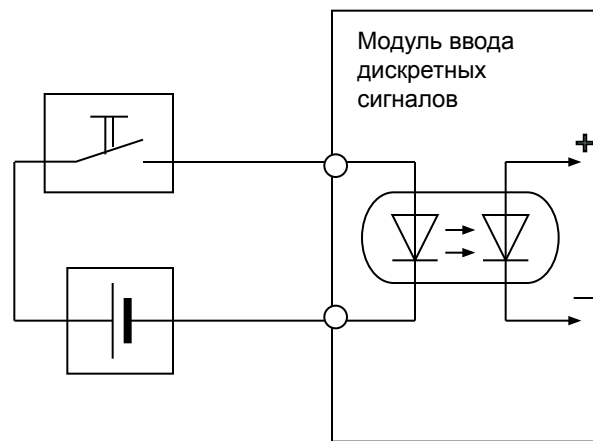 Модуль ввода
дискретных
сигналов
+
–